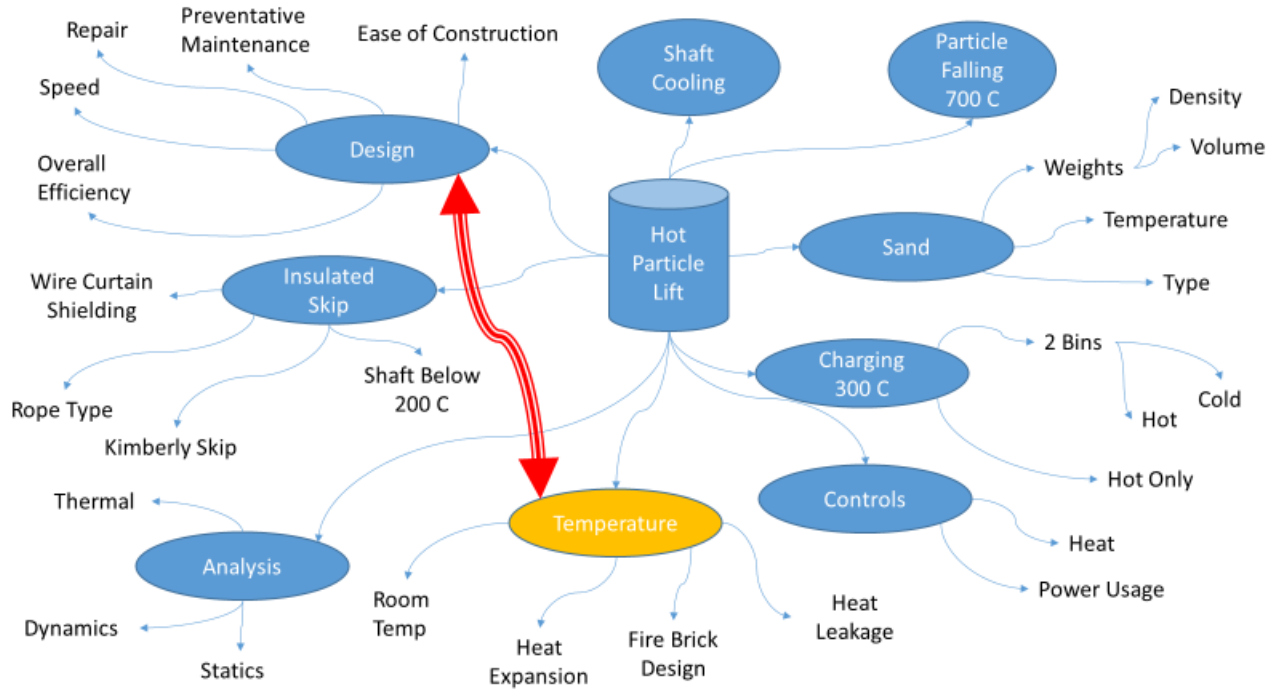 Repair
Preventative
Maintenance
Ease of Construction
Speed
Overall
Efficiency
Design
Shaft
Cooling
Particle
Falling
700 C
Density
Volume
Weights
Temperature
Type
Sand
Hot
Particle
Lift
Insulated
Skip
Wire Curtain
Shielding
Rope Type
Kimberly Skip
Shaft Below
200 C
Charging
300 C
2 Bins
Cold
Hot
Hot Only
Controls
Heat
Power Usage
Temperature
Room
Temp
Heat
Expansion
Fire Brick
Design
Heat
Leakage
Thermal
Analysis
Dynamics
Statics